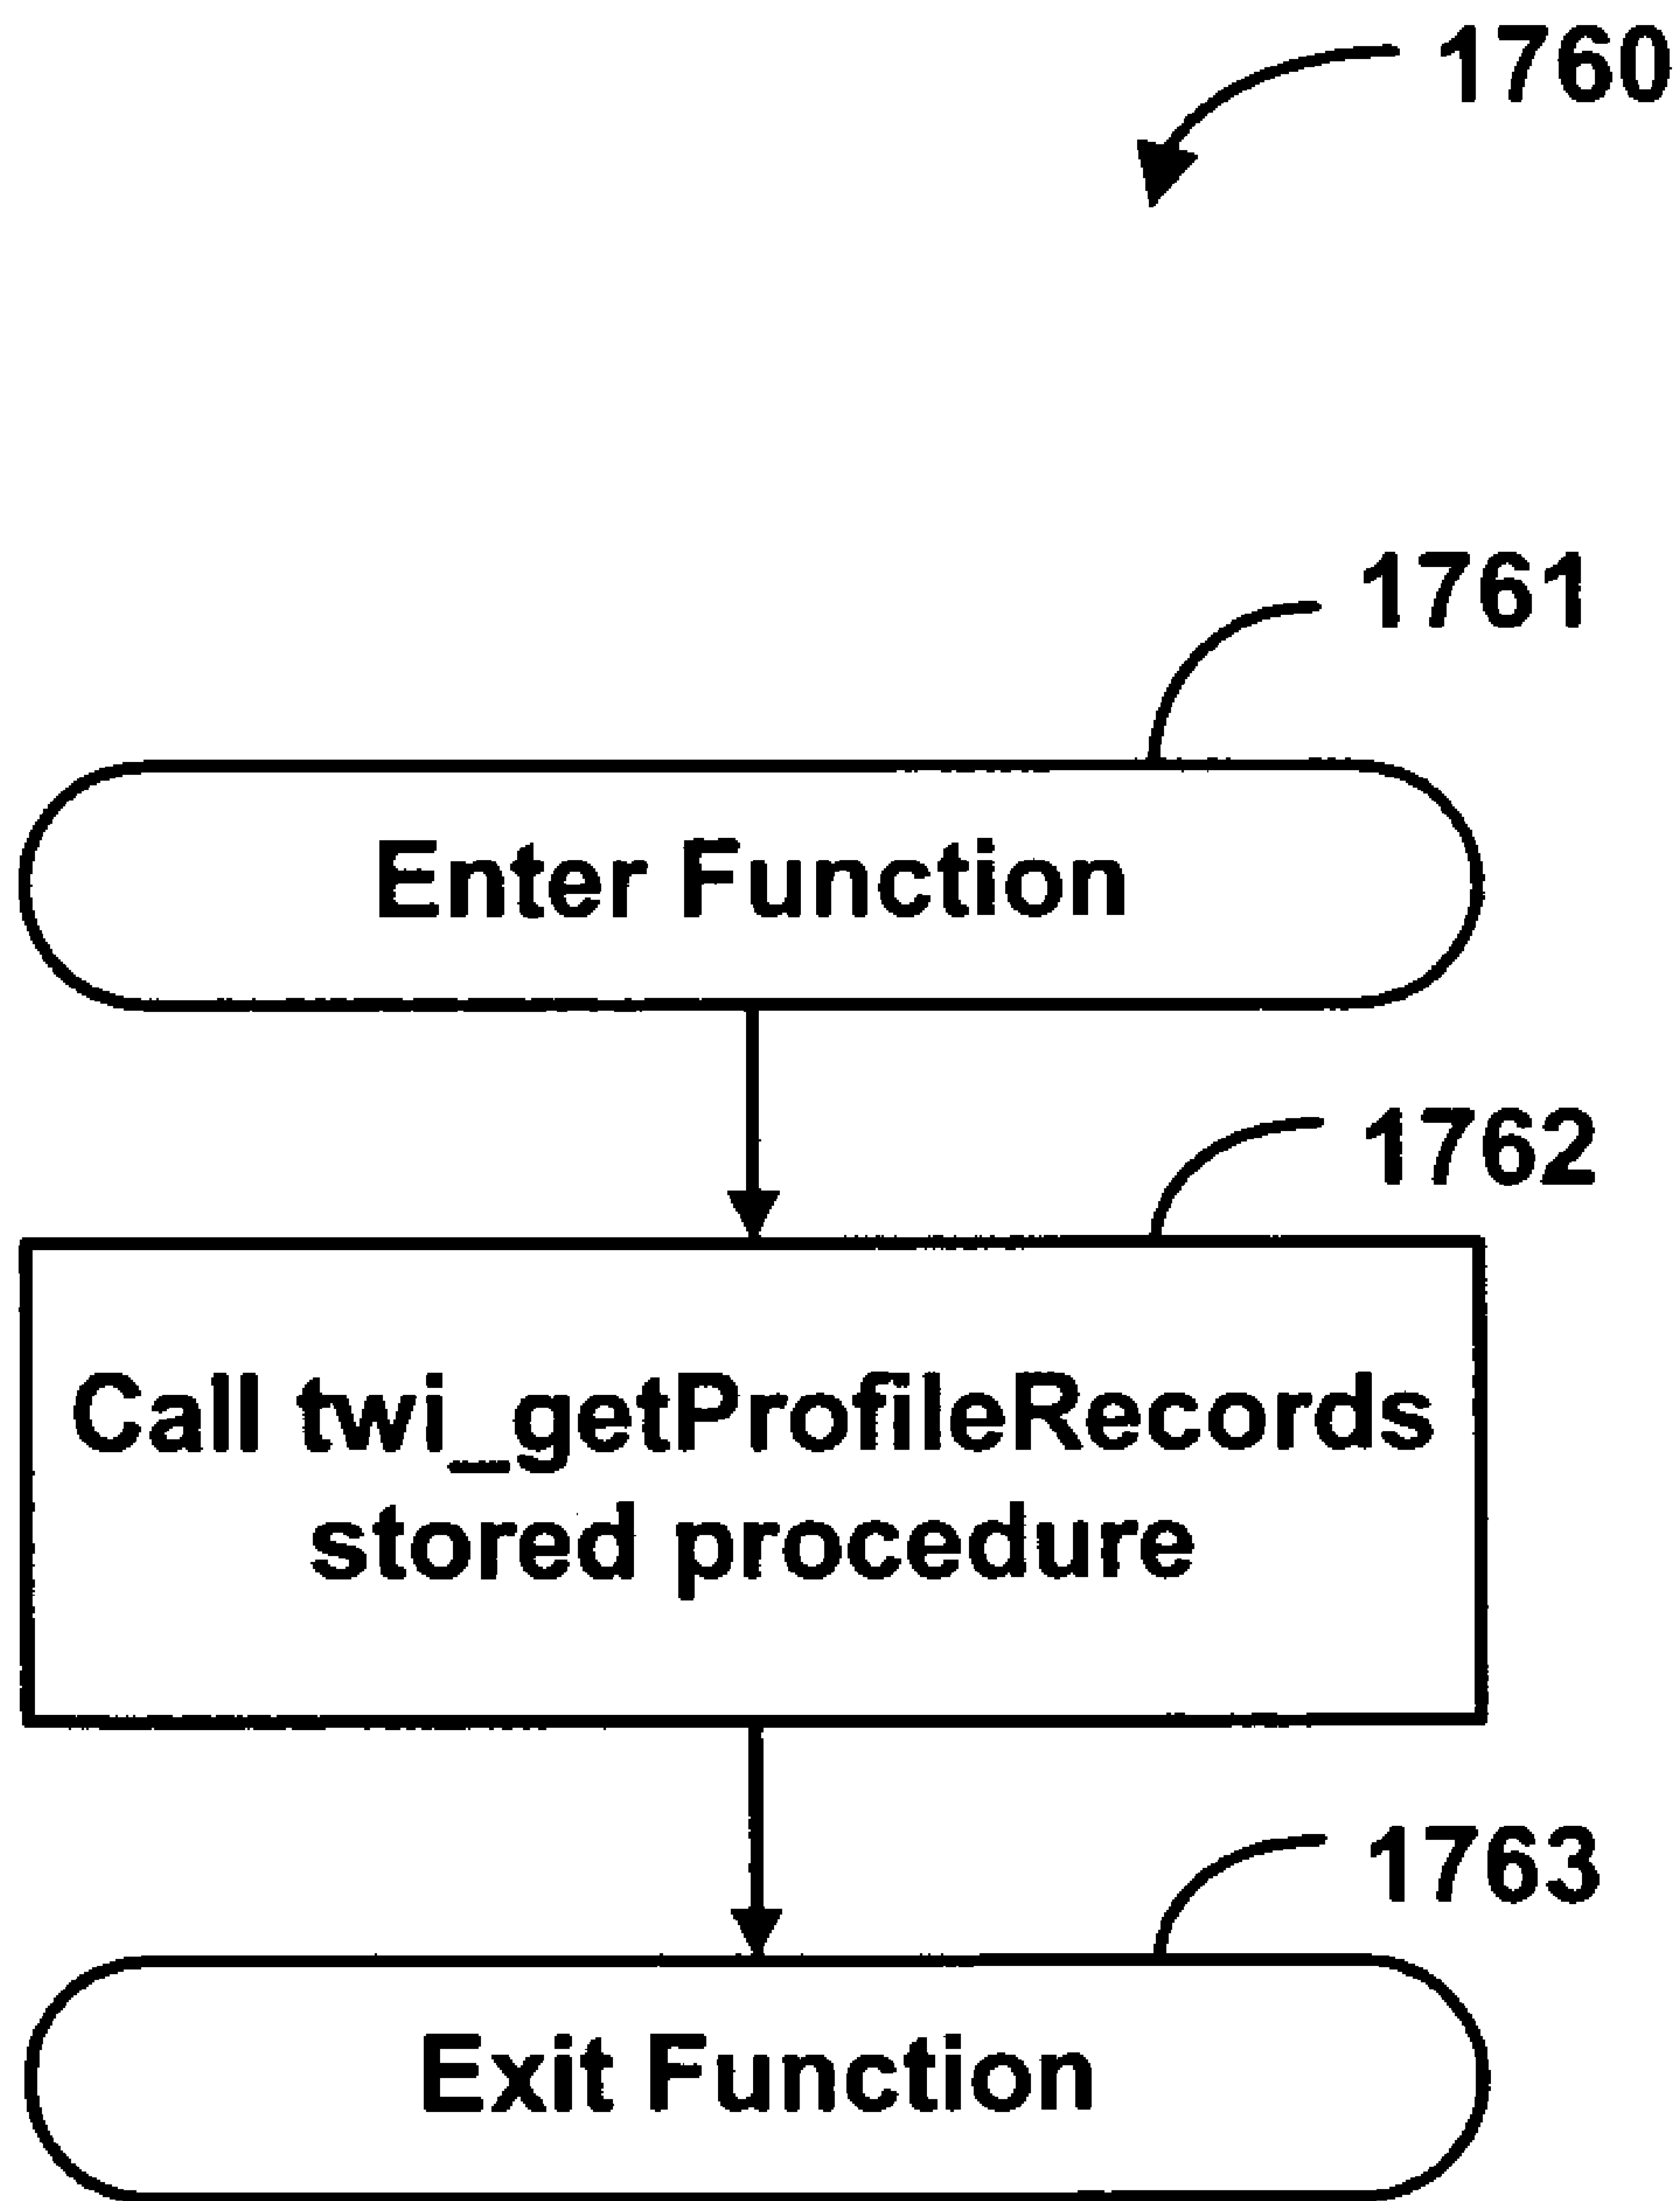 1760
1761
Enter Function
1762
Call twi_getProfileRecords
stored procedure
1763
Exit Function